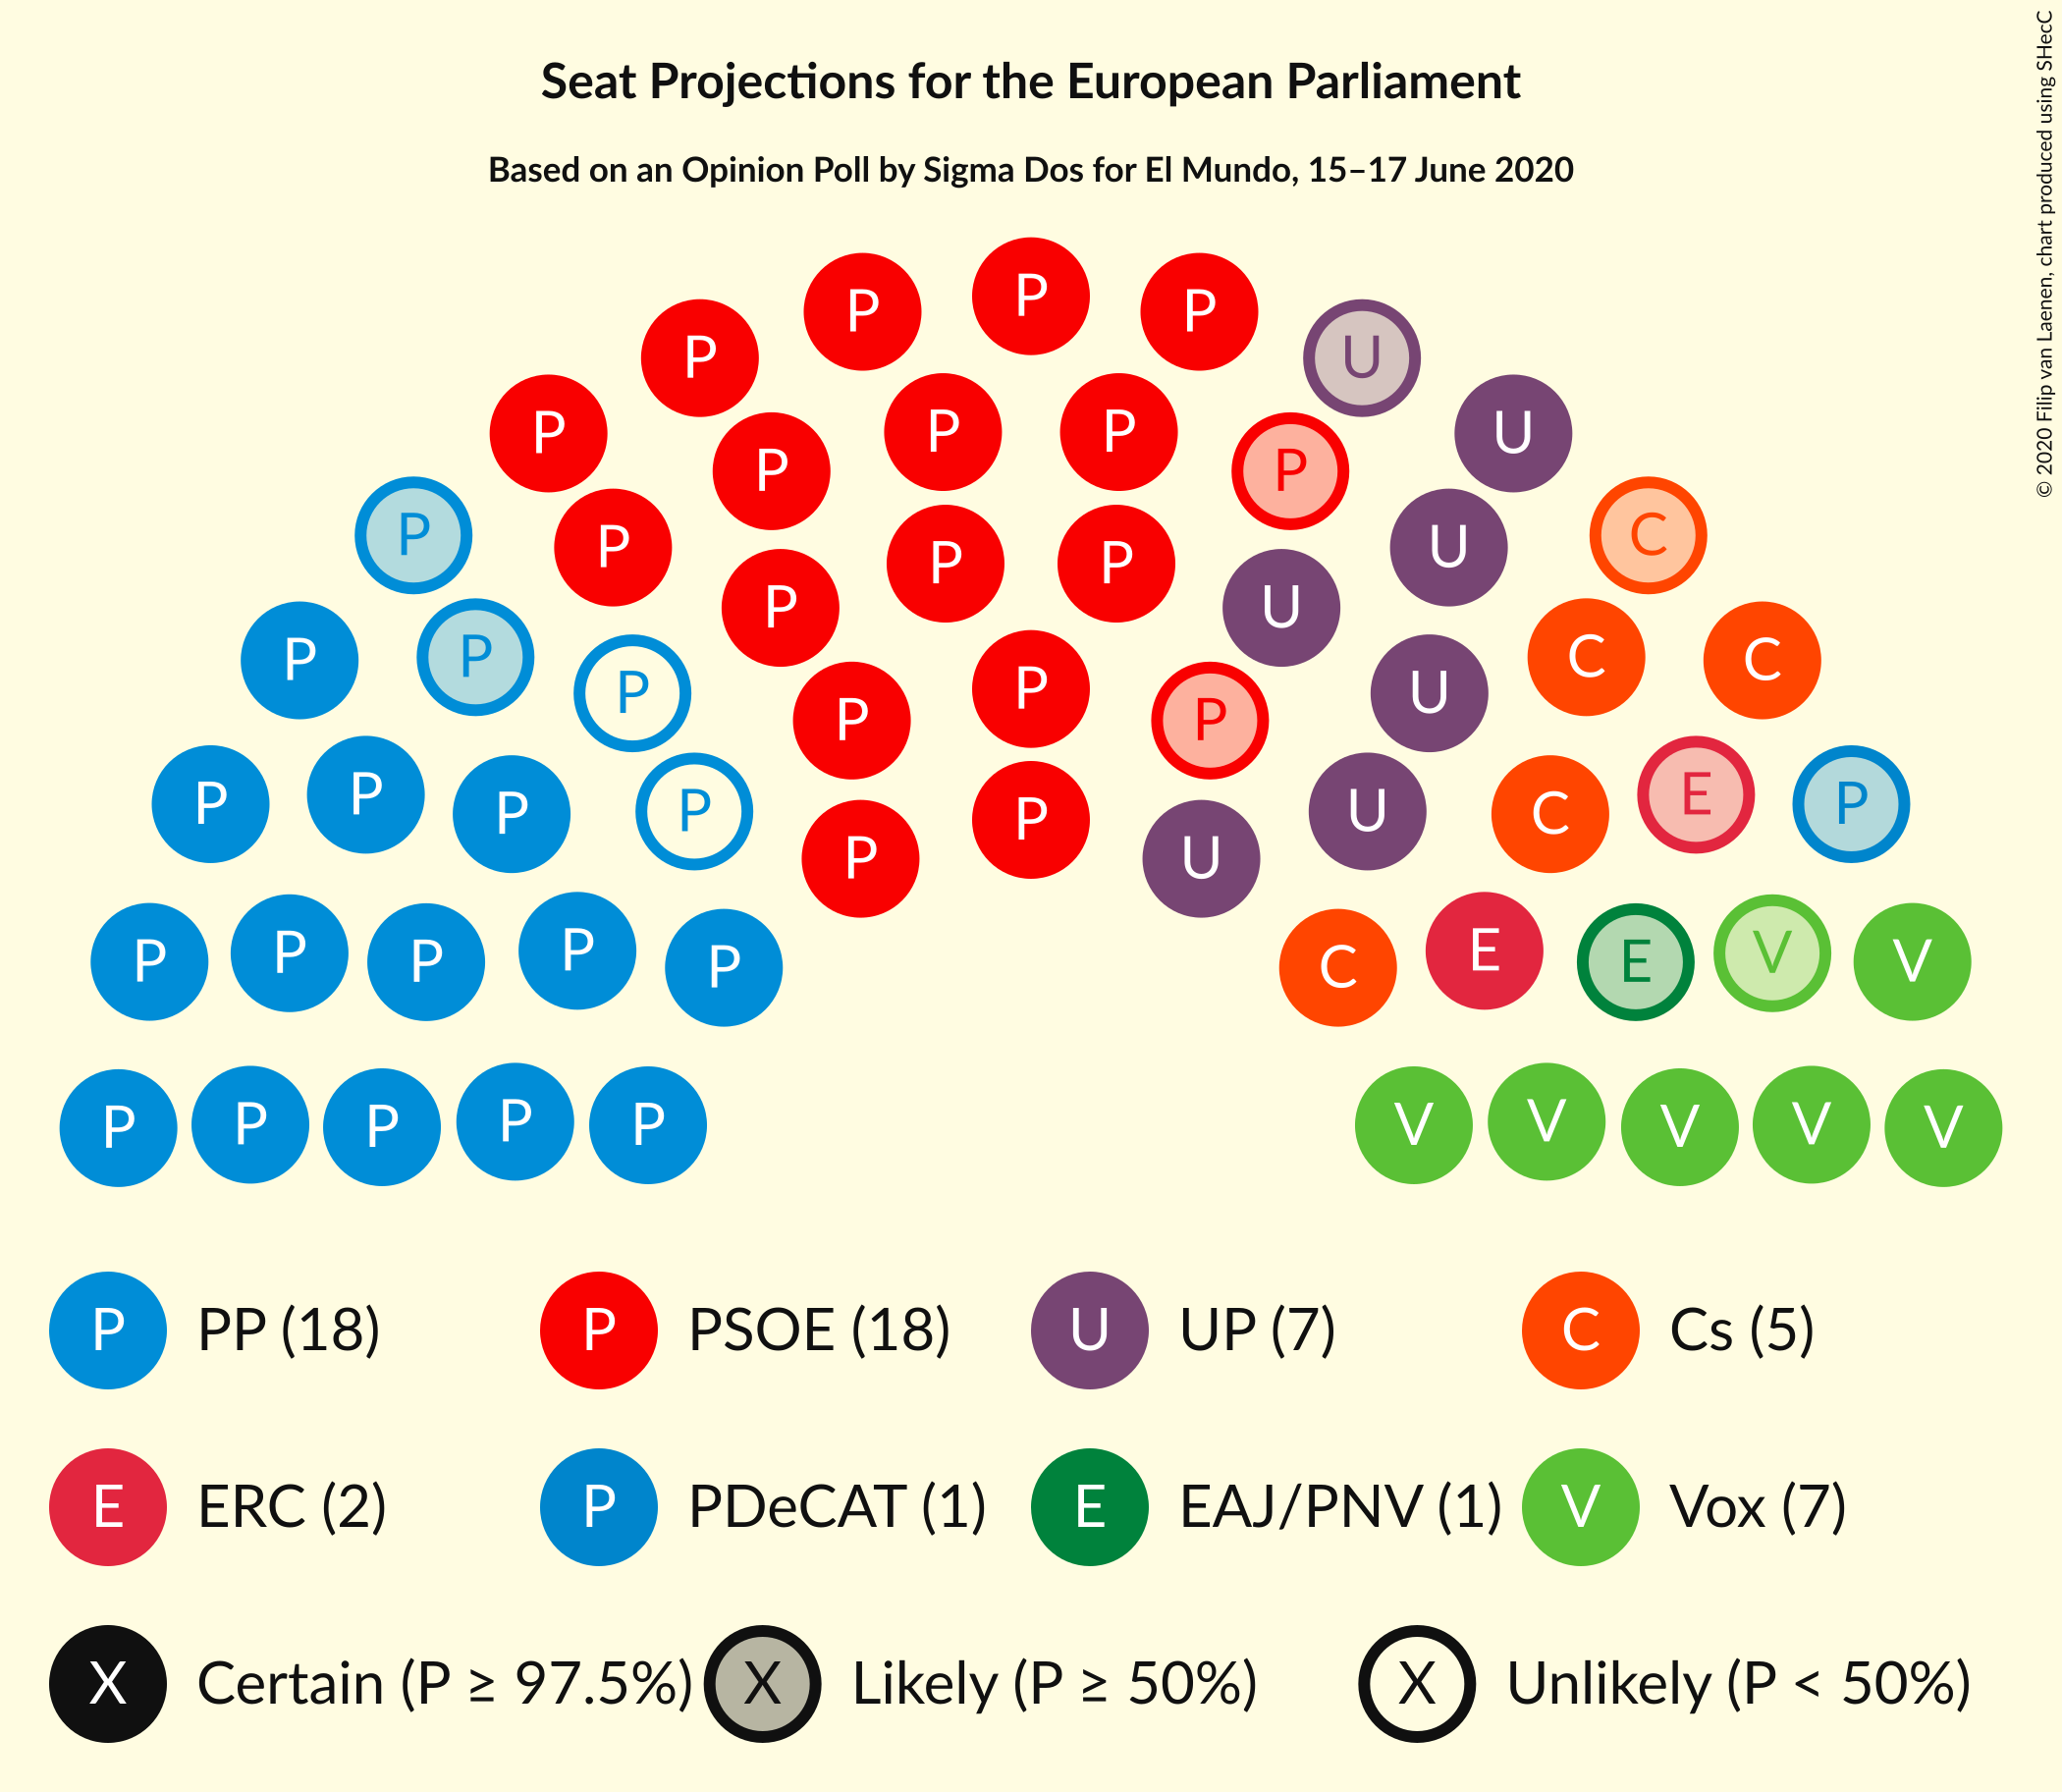 Seat Projections for the European Parliament
Based on an Opinion Poll by Sigma Dos for El Mundo, 15–17 June 2020
© 2020 Filip van Laenen, chart produced using SHecC
P
P P
P U
P U
P P
P P
P C
P P
P P
P U
P U
P P
P C
P C
P U
P P
P U
P E
P P
P C
P U
P
P P
P U
P E
P V
P E
P V
P C
P P P P P V V V V V
P PP (18) P PSOE (18) U UP (7) C Cs (5)
E ERC (2) P PDeCAT (1) E EAJ/PNV (1) V Vox (7)
X Certain (P ≥ 97.5%) X Likely (P ≥ 50%) X Unlikely (P < 50%)